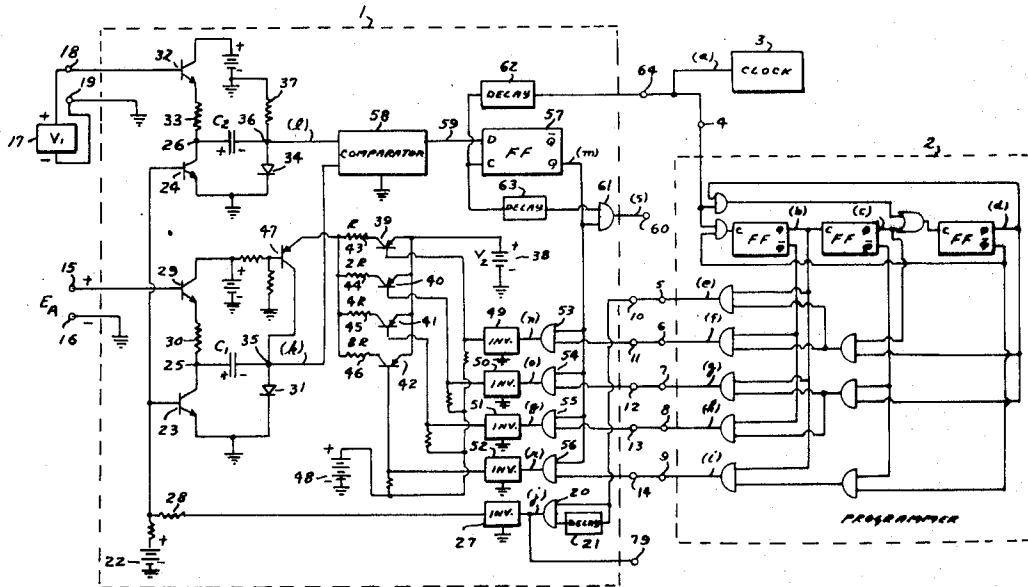 1
18
32
+
-
3
(a)
CLOCK
62
64
DELAY
19
37
33
C2
36
(l)
58
59
57
4
+
V1
-
17
26
+
-
COMPARATOR
D
Q̄
FF
C
Q
(m)
2
24
34
63
DELAY
61
(s)
60
47
R
39
43
2R
40
44
4R
41
45
8R
46
42
+
V2
-
38
C
FF
Q
Q̄
(b)
C
FF
Q
Q̄
(c)
C
FF
Q
Q̄
(d)
15
+
EA
-
16
29
30
+
-
25
C1
+
-
35
(k)
31
23
49
INV.
(n)
53
10
5
(e)
11
6
(f)
50
INV.
(o)
54
12
7
(g)
51
INV.
(p)
55
13
8
(h)
52
INV.
(r)
56
14
9
(i)
+
48
-
28
27
INV.
(j)
20
DELAY
21
79
+
22
-
PROGRAMMER